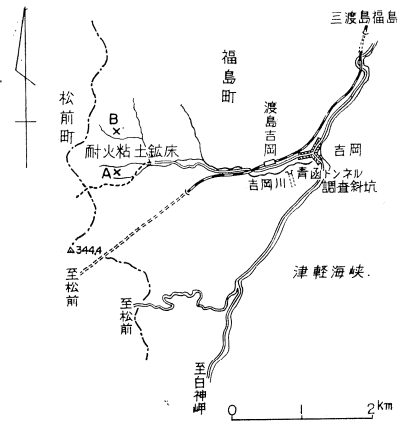 三渡島福島
福島町
松前町
B
渡島吉岡
耐火粘土鉱床
A
吉岡
吉岡川
青函トンネル
調査斜坑
△344.4
至松前
至松前
津軽海峡.
至白神岬
0 1 2 km